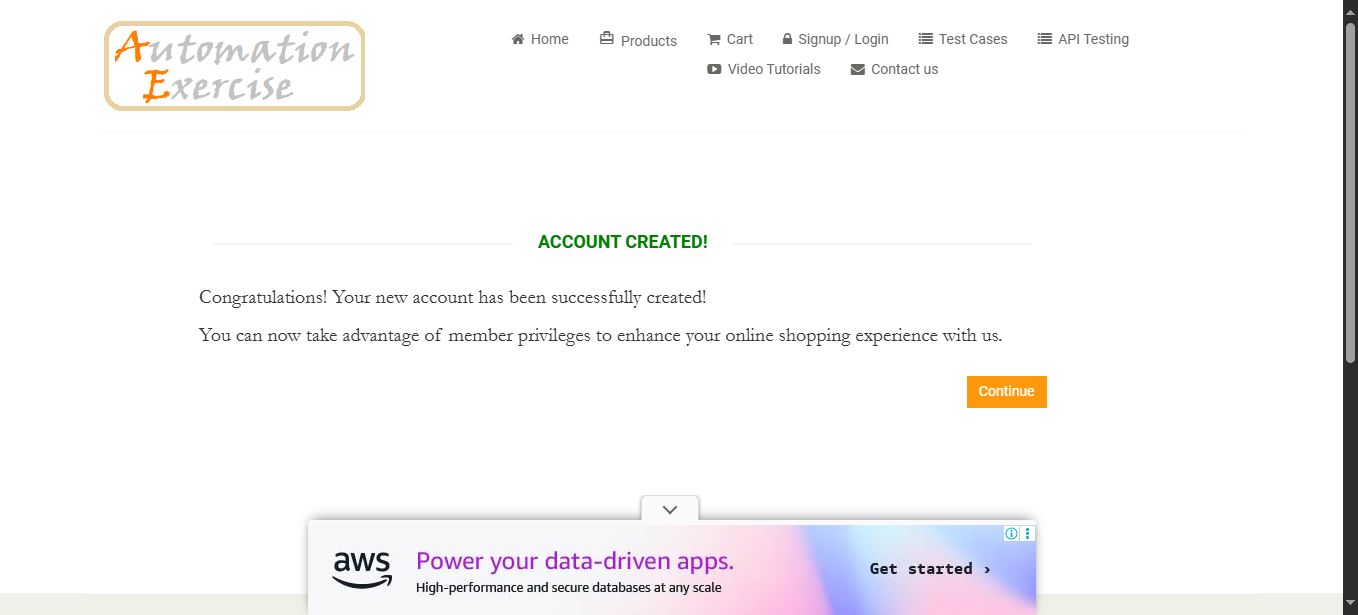 Automation
Exercise
Home
Products
Cart
Signup / Login
Test Cases
API Testing
Video Tutorials
Contact us
ACCOUNT CREATED!
Congratulations! Your new account has been successfully created!
You can now take advantage of member privileges to enhance your online shopping experience with us.
Continue
aws
Power your data-driven apps.
High-performance and secure databases at any scale
Get started ›